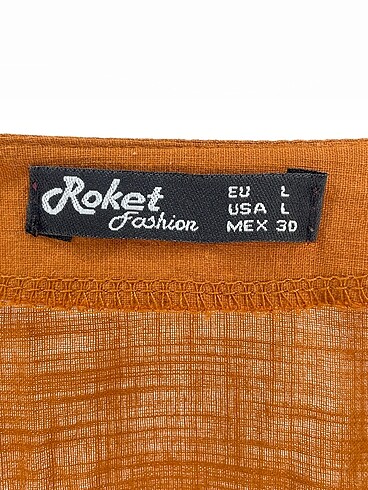 Roket
Fashion
EU L
USA L
MEX 30